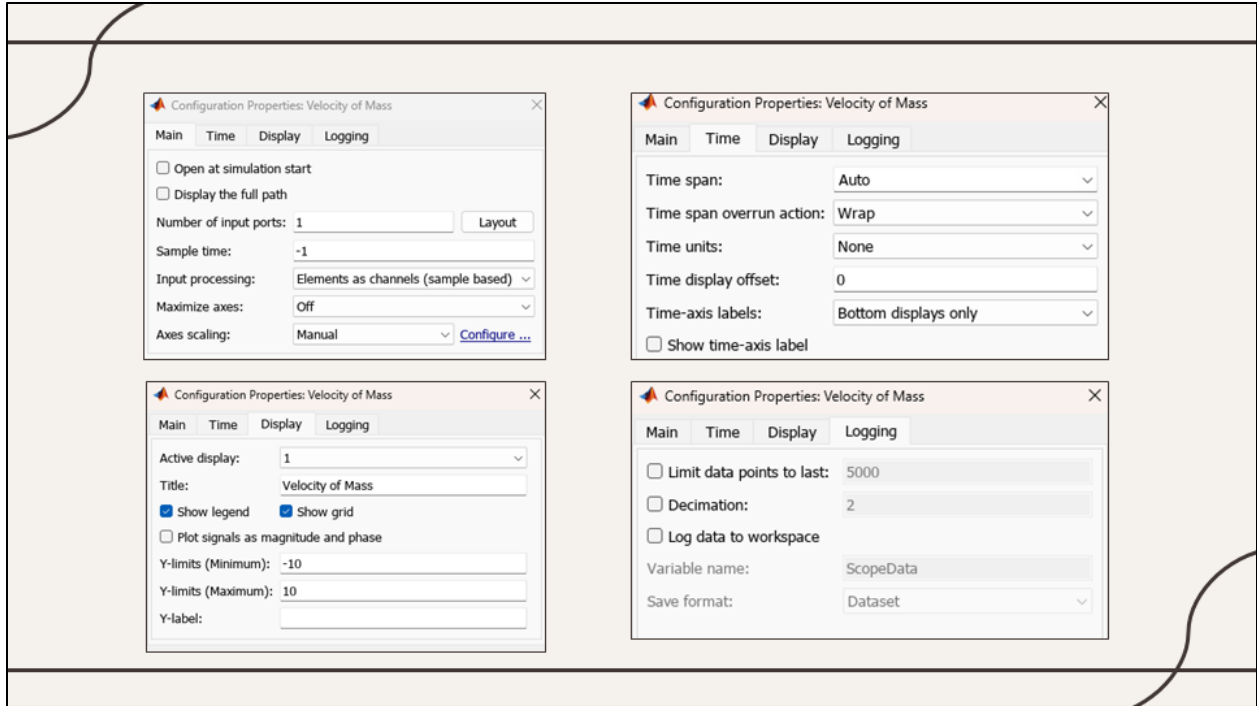 Configuration Properties: Velocity of Mass
Main Time Display Logging
Open at simulation start
Display the full path
Number of input ports: 1 Layout
Sample time: -1
Input processing: Elements as channels (sample based)
Maximize axes: Off
Axes scaling: Manual Configure ...
Configuration Properties: Velocity of Mass
Main Time Display Logging
Time span: Auto
Time span overrun action: Wrap
Time units: None
Time display offset: 0
Time-axis labels: Bottom displays only
Show time-axis label
Configuration Properties: Velocity of Mass
Main Time Display Logging
Active display: 1
Title: Velocity of Mass
Show legend Show grid
Plot signals as magnitude and phase
Y-limits (Minimum): -10
Y-limits (Maximum): 10
Y-label:
Configuration Properties: Velocity of Mass
Main Time Display Logging
Limit data points to last: 5000
Decimation: 2
Log data to workspace
Variable name: ScopeData
Save format: Dataset